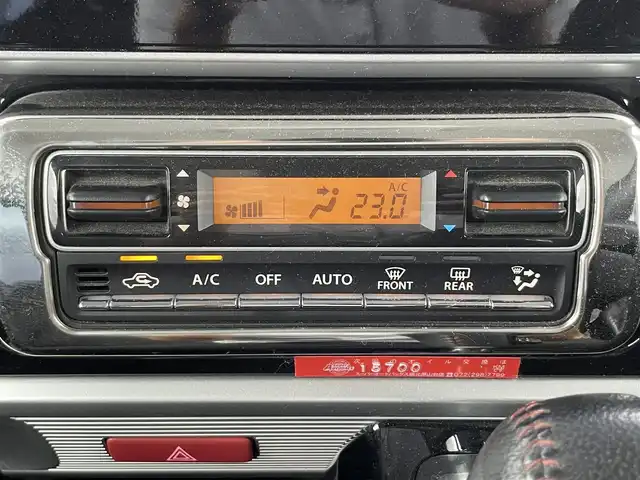 A/C
23.0
A/C OFF AUTO FRONT REAR
15700